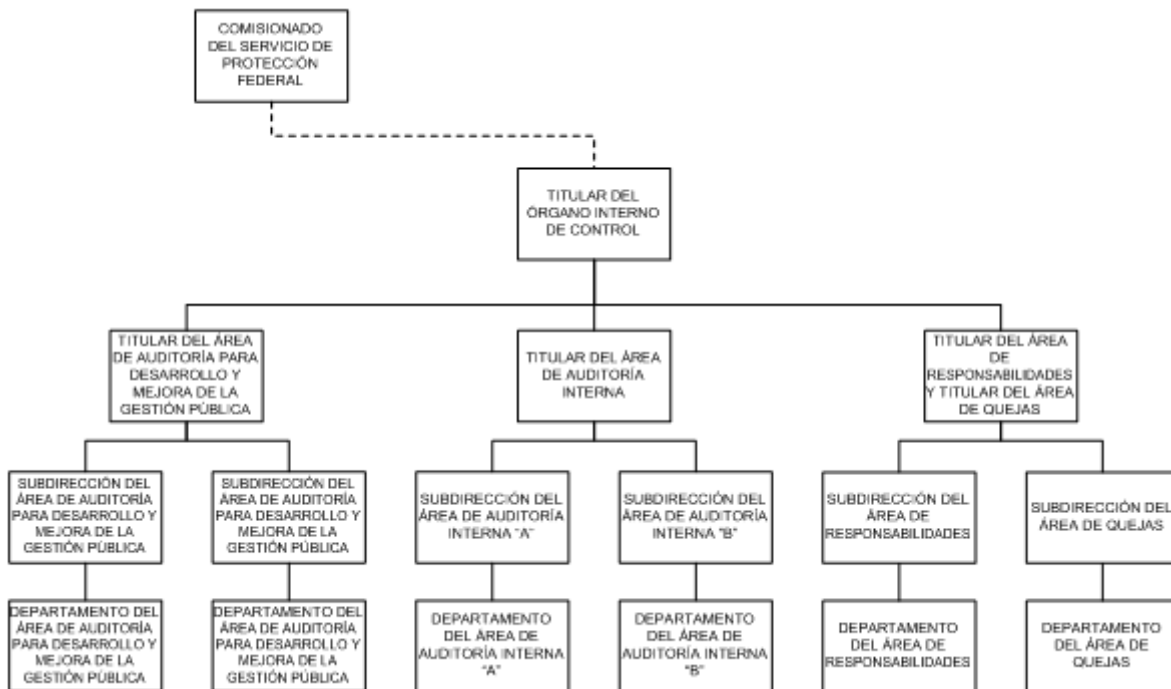 COMISIONADO
DEL SERVICIO DE
PROTECCIÓN
FEDERAL
TITULAR DEL
ÓRGANO INTERNO
DE CONTROL
TITULAR DEL ÁREA
DE AUDITORÍA PARA
DESARROLLO Y
MEJORA DE LA
GESTIÓN PÚBLICA
TITULAR DEL ÁREA
DE AUDITORÍA
INTERNA
TITULAR DEL ÁREA
DE
RESPONSABILIDADES
Y TITULAR DEL ÁREA
DE QUEJAS
SUBDIRECCIÓN DEL
ÁREA DE AUDITORÍA
PARA DESARROLLO Y
MEJORA DE LA
GESTIÓN PÚBLICA
SUBDIRECCIÓN DEL
ÁREA DE AUDITORÍA
PARA DESARROLLO Y
MEJORA DE LA
GESTIÓN PÚBLICA
SUBDIRECCIÓN DEL
ÁREA DE AUDITORÍA
INTERNA "A"
SUBDIRECCIÓN DEL
ÁREA DE AUDITORÍA
INTERNA "B"
SUBDIRECCIÓN DEL
ÁREA DE
RESPONSABILIDADES
SUBDIRECCIÓN DEL
ÁREA DE QUEJAS
DEPARTAMENTO DEL
ÁREA DE AUDITORÍA
PARA DESARROLLO Y
MEJORA DE LA
GESTIÓN PÚBLICA
DEPARTAMENTO DEL
ÁREA DE AUDITORÍA
PARA DESARROLLO Y
MEJORA DE LA
GESTIÓN PÚBLICA
DEPARTAMENTO
DEL ÁREA DE
AUDITORÍA INTERNA
"A"
DEPARTAMENTO
DEL ÁREA DE
AUDITORÍA INTERNA
"B"
DEPARTAMENTO
DEL ÁREA DE
RESPONSABILIDADES
DEPARTAMENTO
DEL ÁREA DE
QUEJAS